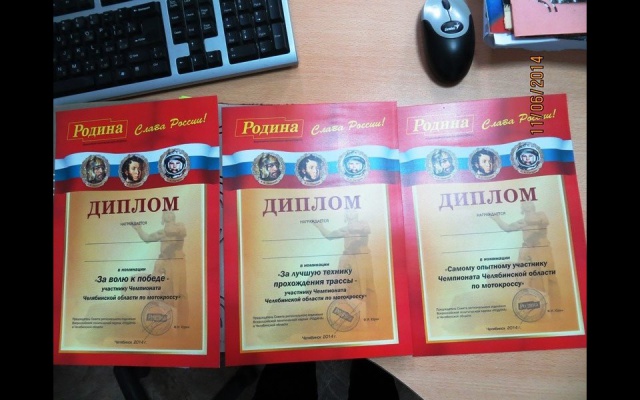 11/06/2014
Родина
Слава России!
ДИПЛОМ
НАГРАЖДАЕТСЯ
в номинации
«За волю к победе»
участнику Чемпионата
Челябинской области по мотокроссу
Челябинск, 2014 г.
Родина
Слава России!
ДИПЛОМ
НАГРАЖДАЕТСЯ
в номинации
«За лучшую технику
прохождения трассы»
участнику Чемпионата
Челябинской области по мотокроссу
Челябинск, 2014 г.
Родина
Слава России!
ДИПЛОМ
НАГРАЖДАЕТСЯ
в номинации
«Самому опытному участнику
Чемпионата Челябинской области
по мотокроссу»
Челябинск, 2014 г.